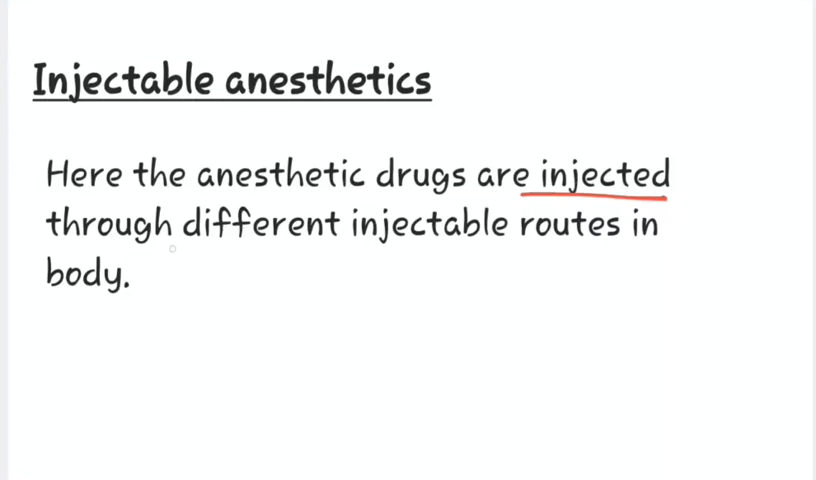 Injectable anesthetics
Here the anesthetic drugs are injected
through different injectable routes in
body.